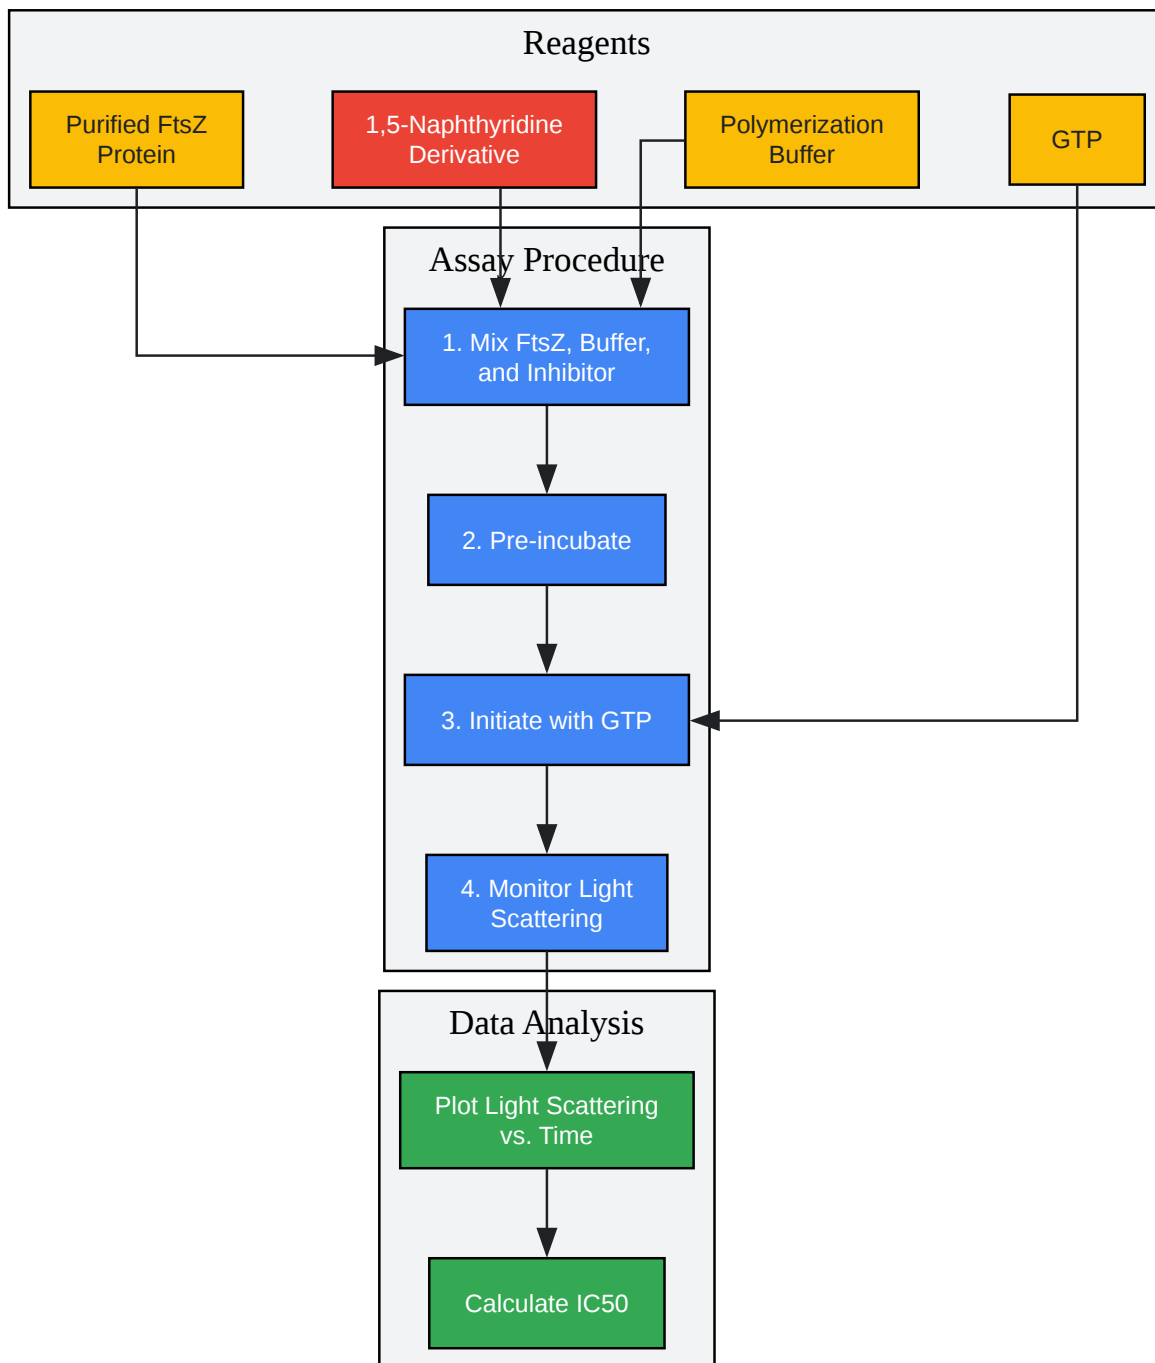 Reagents
Purified FtsZ
Protein
1,5-Naphthyridine
Derivative
Polymerization
Buffer
GTP
Assay Procedure
1. Mix FtsZ, Buffer,
and Inhibitor
2. Pre-incubate
3. Initiate with GTP
4. Monitor Light
Scattering
Data Analysis
Plot Light Scattering
vs. Time
Calculate IC50